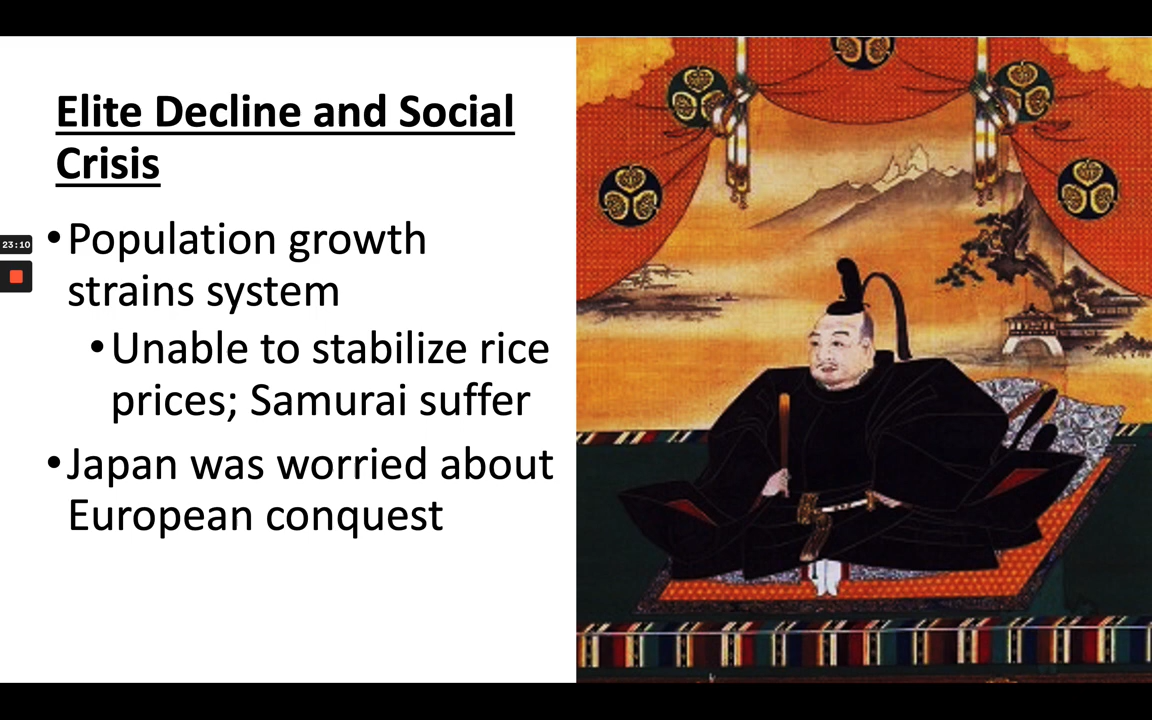 Elite Decline and Social
Crisis
•Population growth
strains system
•Unable to stabilize rice
prices; Samurai suffer
•Japan was worried about
European conquest
23:10